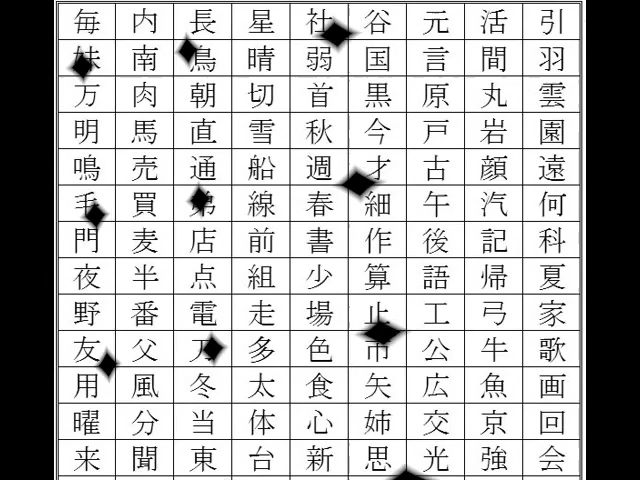 引羽雲園遠何科夏家歌画回会
活間丸岩顔汽記帰弓牛魚京強
元言原戸古午後語工公広交光
谷国黒今才細作算止市矢姉思
社弱首秋週春書少場色食心新
星晴切雪船線前組走多太体台
長鳥朝直通弟店点電刀冬当東
内南肉馬売買麦半番父風分聞
毎妹万明鳴毛門夜野友用曜来